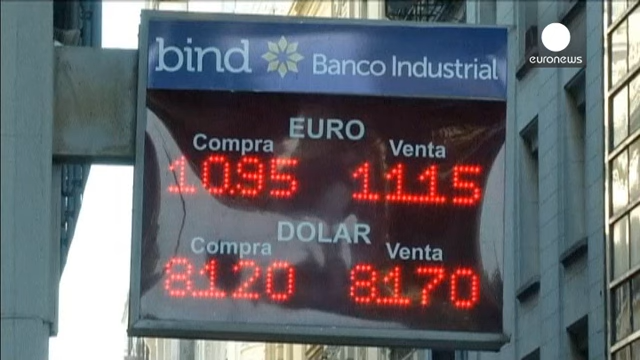 euronews
bind Banco Industrial
EURO
Compra Venta
10.95 11.15
DOLAR
Compra Venta
8.120 8.170